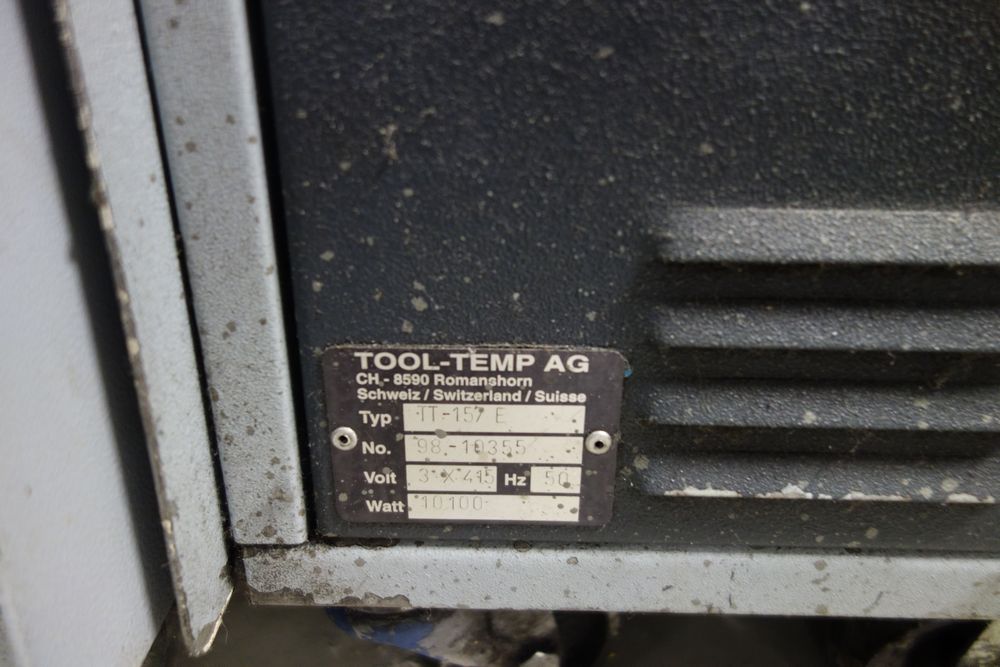 TOOL-TEMP AG
CH.- 8590 Romanshorn
Schweiz / Switzerland / Suisse
Typ TT-157 E
No. 98-10355
Volt 3 X 415 Hz 50
Watt 10100